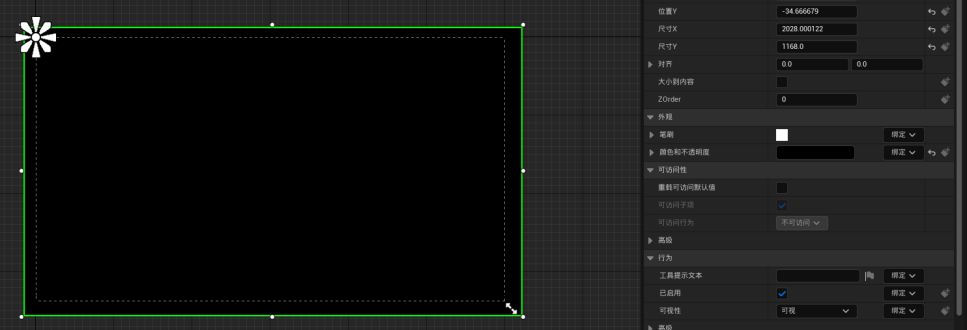 位置Y -34.666679
尺寸X 2028.000122
尺寸Y 1168.0
对齐 0.0 0.0
大小到内容
ZOrder 0
外观
笔刷 绑定
颜色和不透明度 绑定
可访问性
重载可访问默认值
可访问子项
可访问行为 不可访问
高级
行为
工具提示文本 绑定
已启用 绑定
可视性 可视 绑定
高级